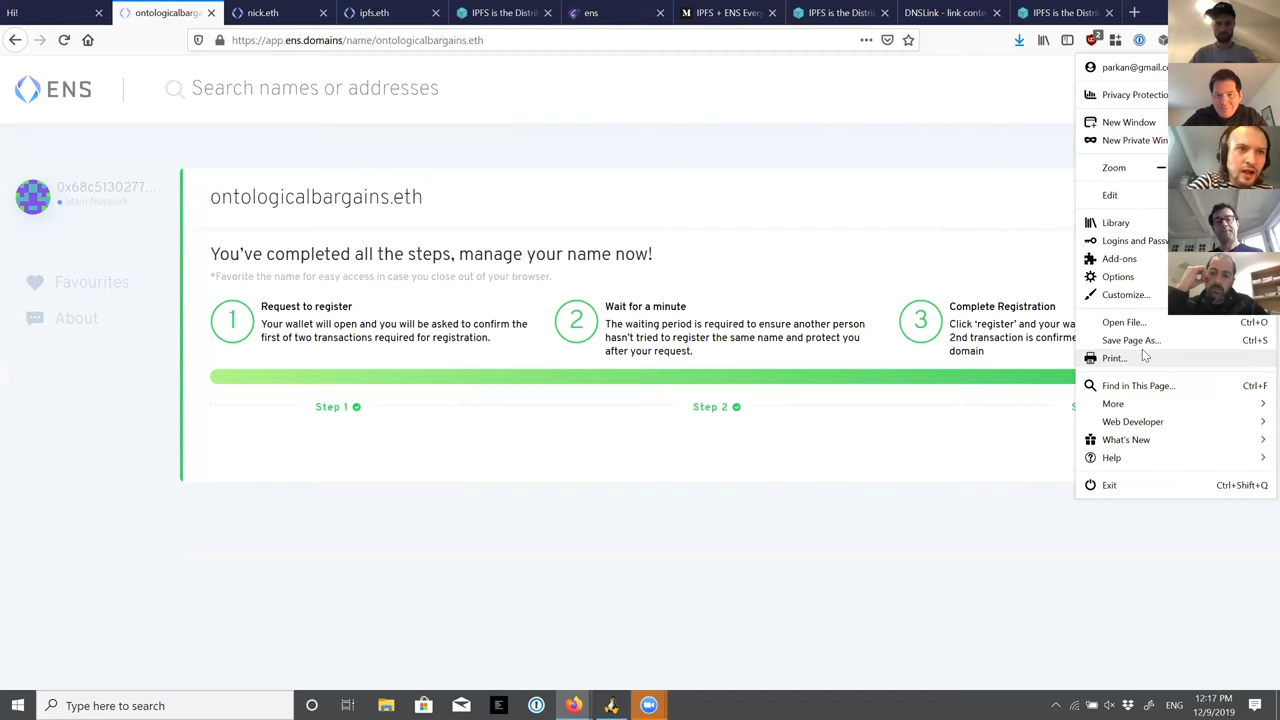 Hi!
ontologicalbarga
nick.eth
ipfs.eth
IPFS is the Distri
ens
IPFS + ENS Every
IPFS is the Distri
DNSLink - link conte
IPFS is the Distri
https://app.ens.domains/name/ontologicalbargains.eth
2
ENS
Search names or addresses
0x68c5130277...
Main Network
Favourites
About
ontologicalbargains.eth
You've completed all the steps, manage your name now!
*Favorite the name for easy access in case you close out of your browser.
1
Request to register
Your wallet will open and you will be asked to confirm the
first of two transactions required for registration.
2
Wait for a minute
The waiting period is required to ensure another person
hasn't tried to register the same name and protect you
after your request.
3
Complete Registration
Click 'register' and your wa
2nd transaction is confirme
domain
Step 1
Step 2
S
parkan@gmail.c
Privacy Protectio
New Window
New Private Win
Zoom
Edit
Library
Logins and Passw
Add-ons
Options
Customize...
Open File... Ctrl+O
Save Page As... Ctrl+S
Print...
Find in This Page... Ctrl+F
More
Web Developer
What's New
Help
Exit Ctrl+Shift+Q
Type here to search
ENG
12:17 PM
12/9/2019